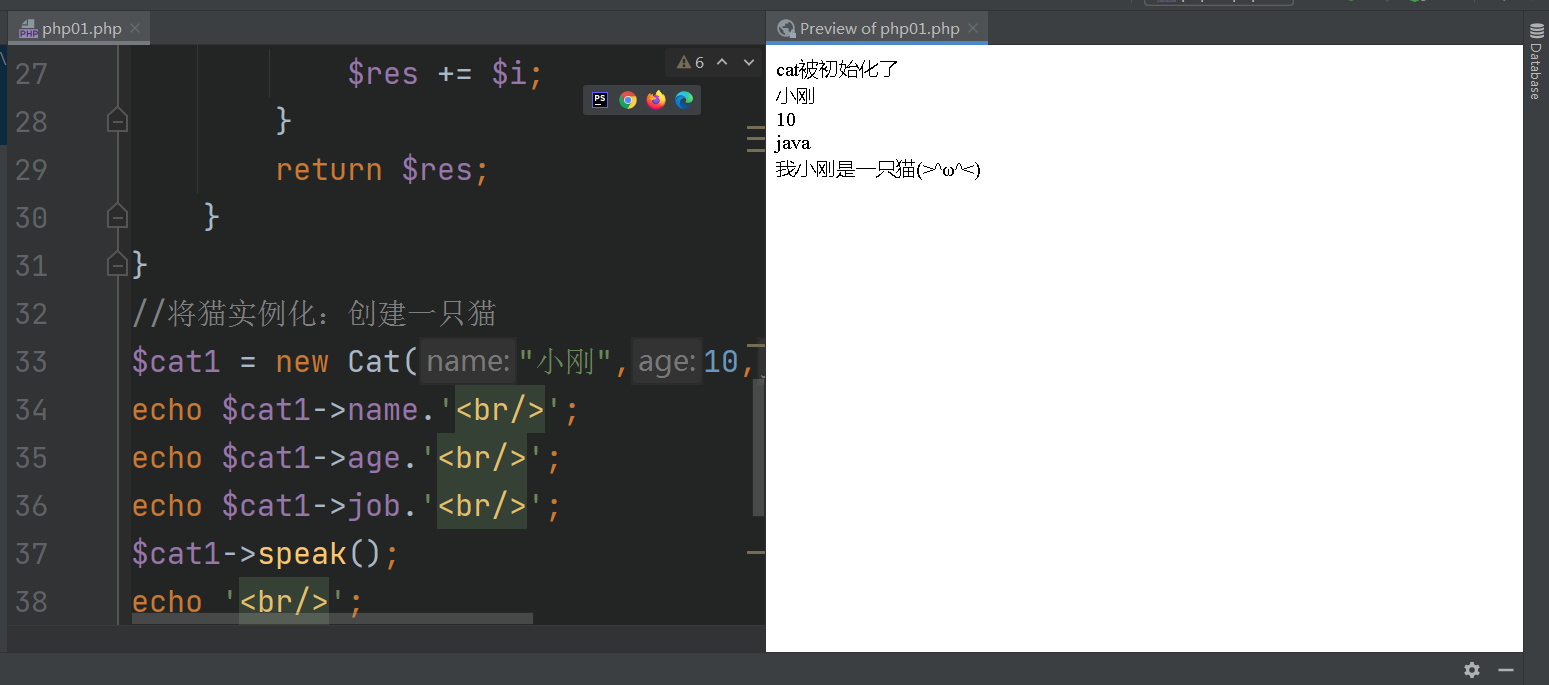 php01.php
Preview of php01.php
6
27 $res += $i;
28 }
29 return $res;
30 }
31 }
32 //将猫实例化：创建一只猫
33 $cat1 = new Cat( name: "小刚", age: 10,
34 echo $cat1->name.'<br/>';
35 echo $cat1->age.'<br/>';
36 echo $cat1->job.'<br/>';
37 $cat1->speak();
38 echo '<br/>';
cat被初始化了
小刚
10
java
我小刚是一只猫(>^ω^<)
Database